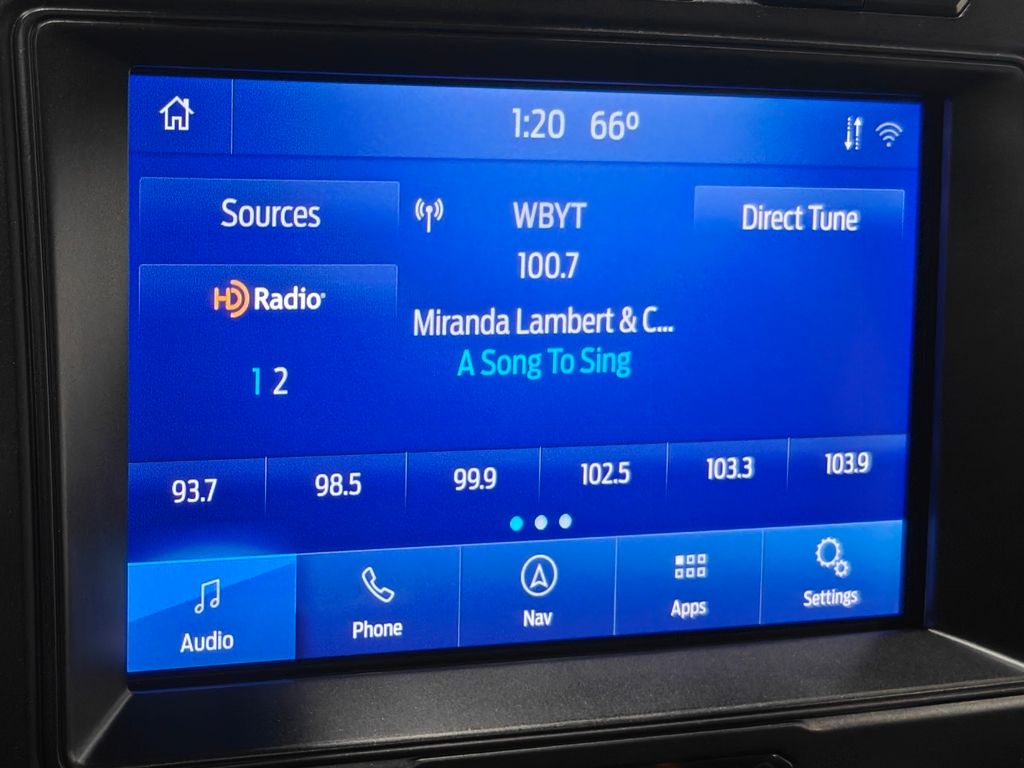 1:20 66º
Sources
WBYT
Direct Tune
100.7
HD Radio®
Miranda Lambert & C...
A Song To Sing
1 2
93.7 98.5 99.9 102.5 103.3 103.9
Audio Phone Nav Apps Settings